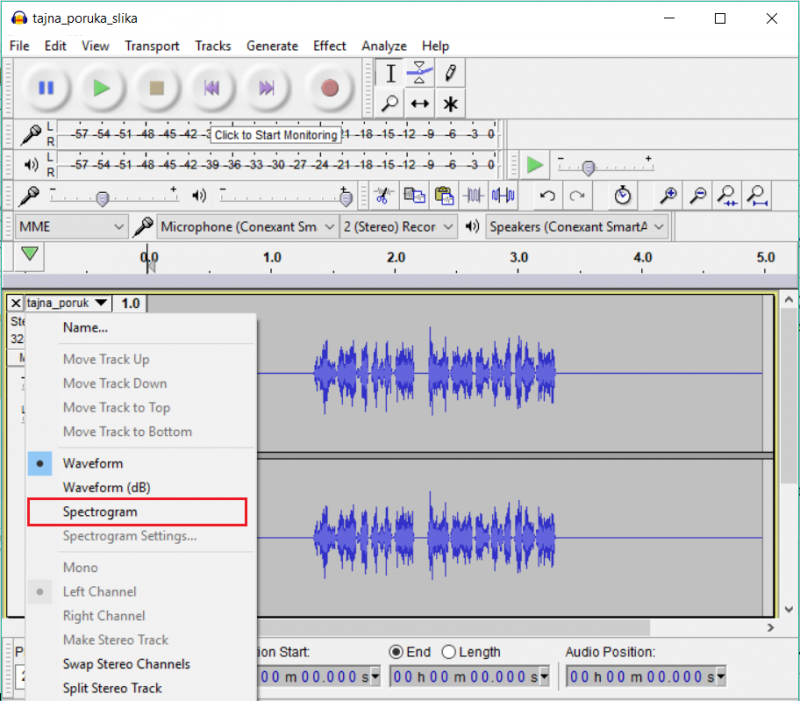 tajna_poruka_slika
File Edit View Transport Tracks Generate Effect Analyze Help
L -57 -54 -51 -48 -45 -42 Click to Start Monitoring -18 -15 -12 -9 -6 -3 0
R
L -57 -54 -51 -48 -45 -42 -39 -36 -33 -30 -27 -24 -21 -18 -15 -12 -9 -6 -3 0
R
- + - + - +
MME Microphone (Conexant Sm 2 (Stereo) Recor Speakers (Conexant SmartA
0.0 1.0 2.0 3.0 4.0 5.0
X tajna_poruk 1.0
Ste
32
Name...
Move Track Up
Move Track Down
Move Track to Top
Move Track to Bottom
Waveform
Waveform (dB)
Spectrogram
Spectrogram Settings...
Mono
Left Channel
Right Channel
Make Stereo Track
Swap Stereo Channels
Split Stereo Track
ion Start: End Length Audio Position:
00 m 00.000 s 00 h 00 m 00.000 s 00 h 00 m 00.000 s